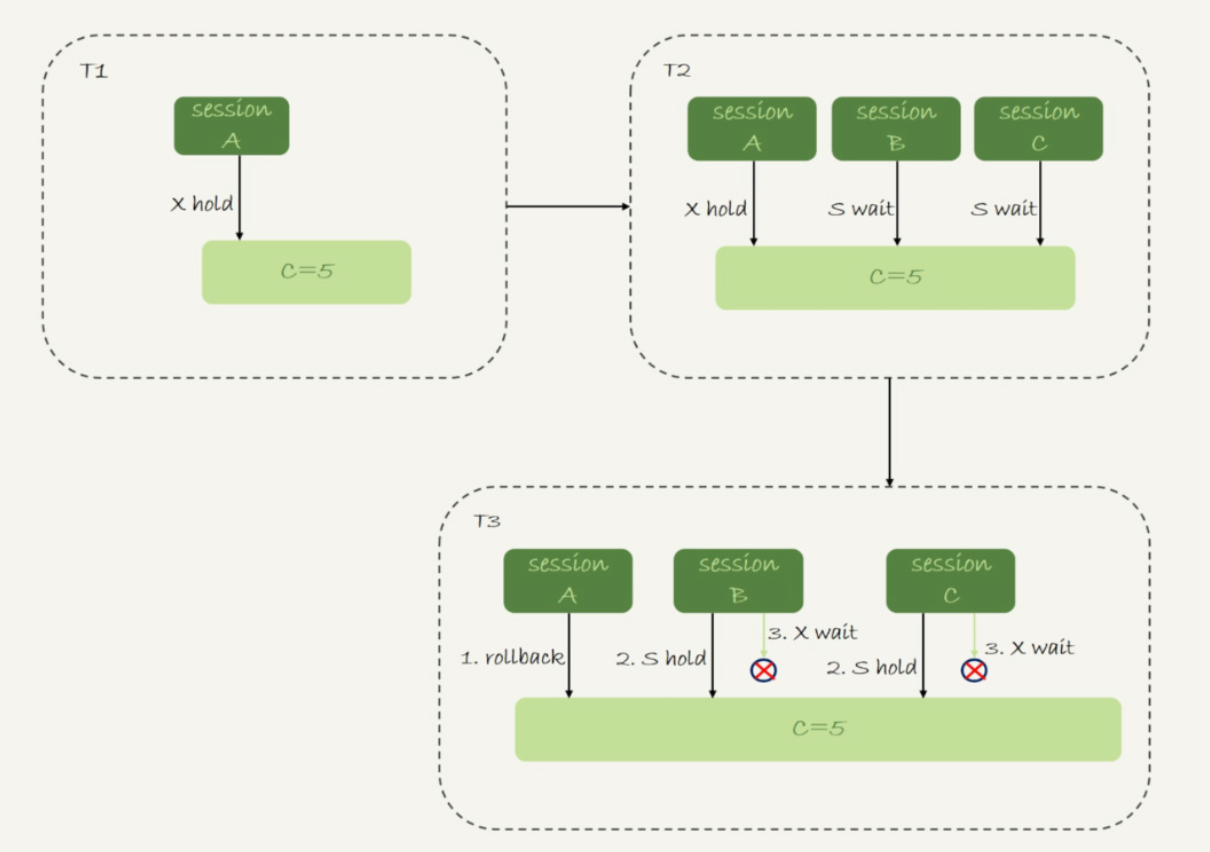 T1
session
A
X hold
C=5
T2
session
A
session
B
session
C
X hold
S wait
S wait
C=5
T3
session
A
session
B
session
C
1. rollback
2. S hold
3. X wait
2. S hold
3. X wait
C=5